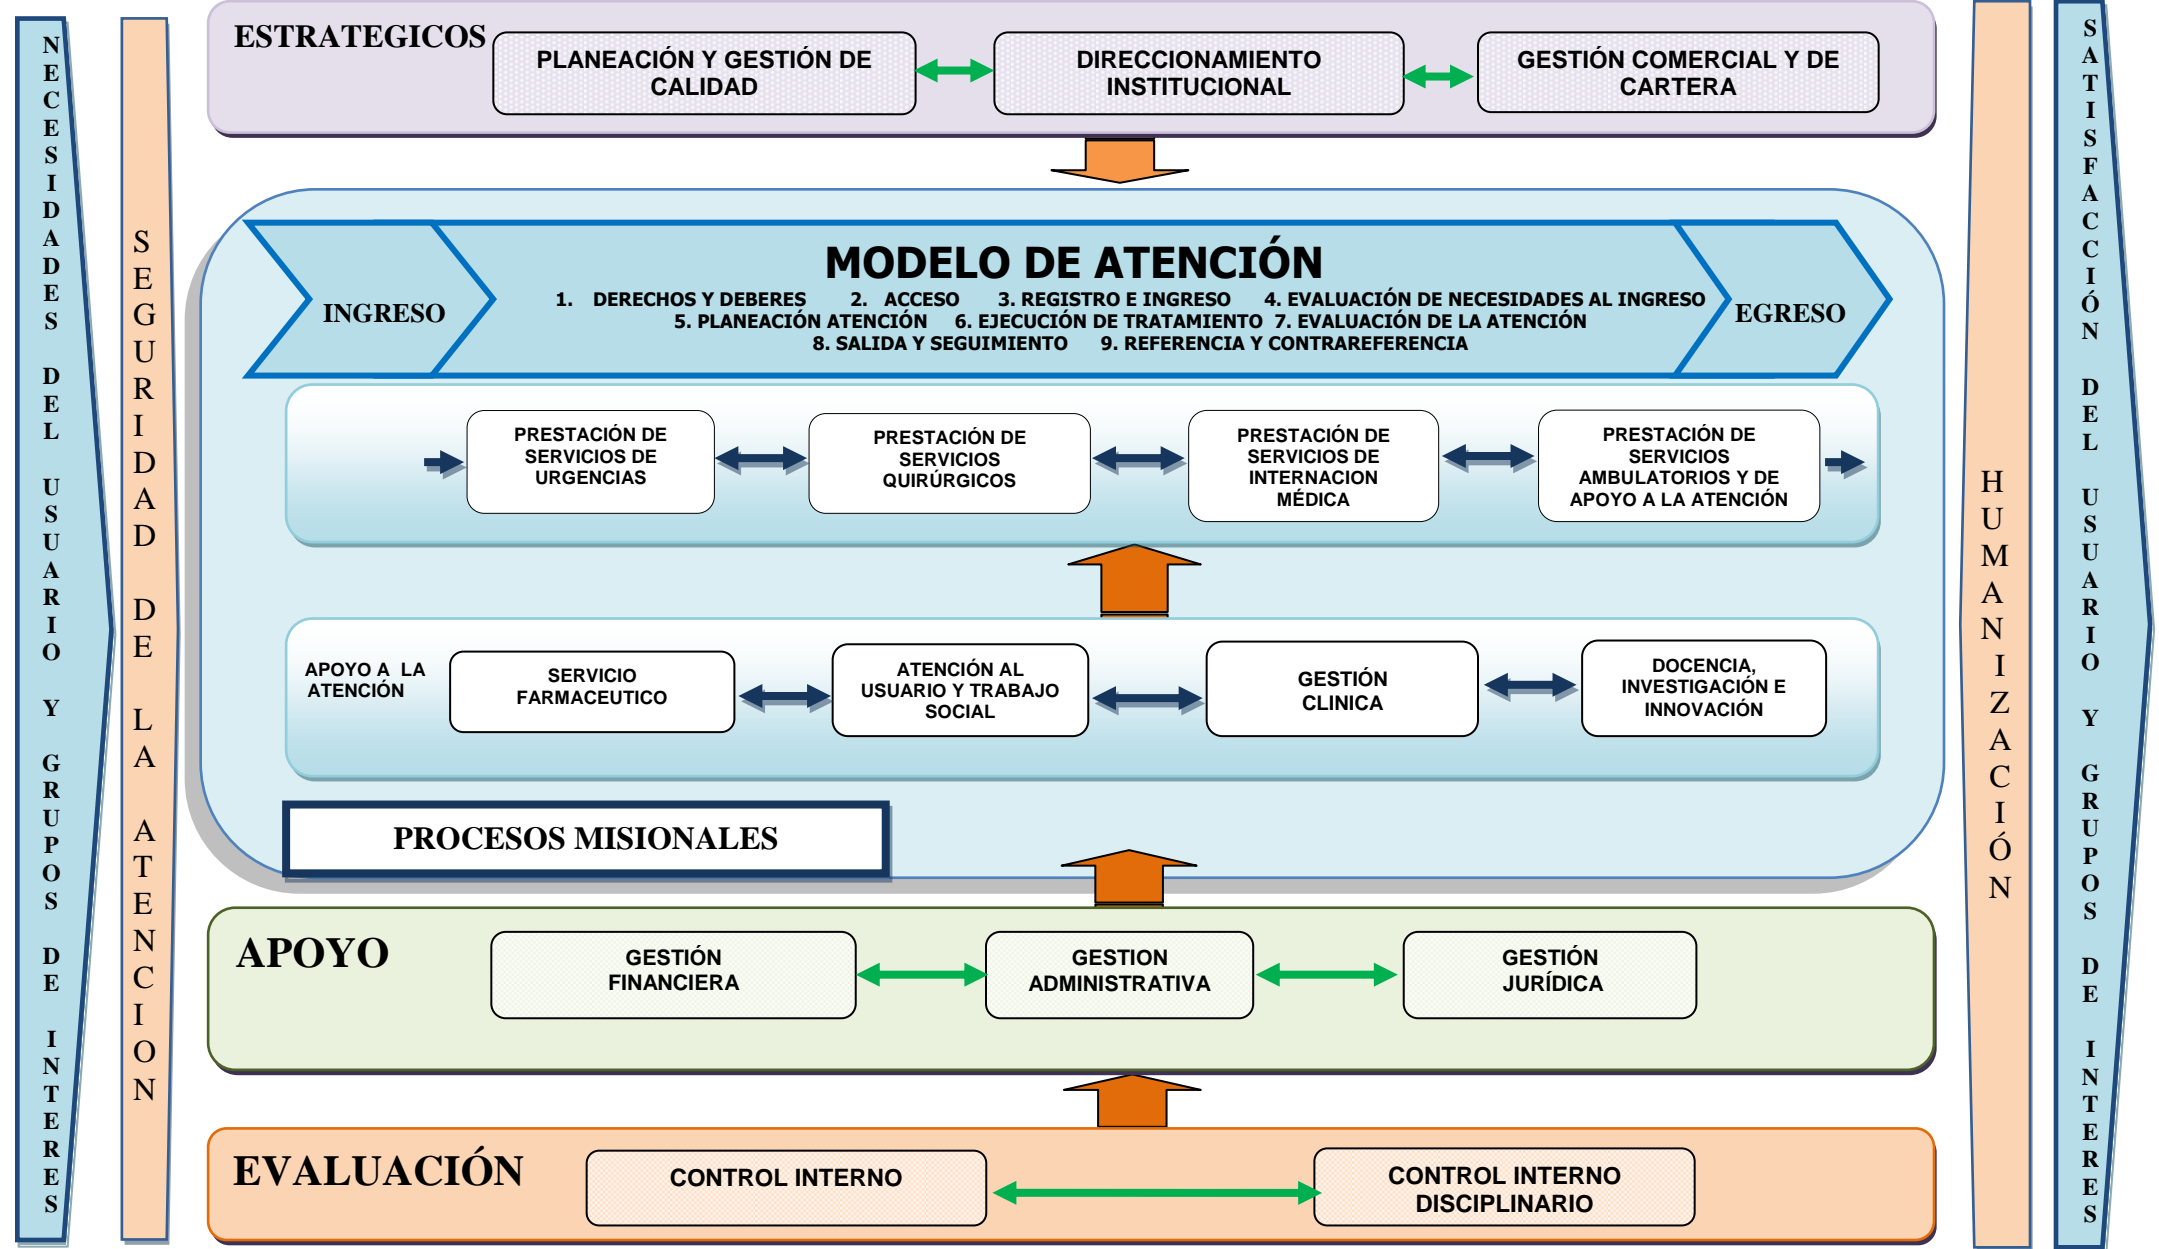 NECESIDADES DEL USUARIO Y GRUPOS DE INTERES
SEGURIDAD DE LA ATENCION
ESTRATEGICOS
PLANEACIÓN Y GESTIÓN DE
CALIDAD
DIRECCIONAMIENTO
INSTITUCIONAL
GESTIÓN COMERCIAL Y DE
CARTERA
INGRESO
MODELO DE ATENCIÓN
1. DERECHOS Y DEBERES 2. ACCESO 3. REGISTRO E INGRESO 4. EVALUACIÓN DE NECESIDADES AL INGRESO
5. PLANEACIÓN ATENCIÓN 6. EJECUCIÓN DE TRATAMIENTO 7. EVALUACIÓN DE LA ATENCIÓN
8. SALIDA Y SEGUIMIENTO 9. REFERENCIA Y CONTRAREFERENCIA
EGRESO
PRESTACIÓN DE
SERVICIOS DE
URGENCIAS
PRESTACIÓN DE
SERVICIOS
QUIRÚRGICOS
PRESTACIÓN DE
SERVICIOS DE
INTERNACION
MÉDICA
PRESTACIÓN DE
SERVICIOS
AMBULATORIOS Y DE
APOYO A LA ATENCIÓN
APOYO A LA
ATENCIÓN
SERVICIO
FARMACEUTICO
ATENCIÓN AL
USUARIO Y TRABAJO
SOCIAL
GESTIÓN
CLINICA
DOCENCIA,
INVESTIGACIÓN E
INNOVACIÓN
PROCESOS MISIONALES
APOYO
GESTIÓN
FINANCIERA
GESTION
ADMINISTRATIVA
GESTIÓN
JURÍDICA
EVALUACIÓN
CONTROL INTERNO
CONTROL INTERNO
DISCIPLINARIO
HUMANIZACIÓN
SATISFACCIÓN DEL USUARIO Y GRUPOS DE INTERES